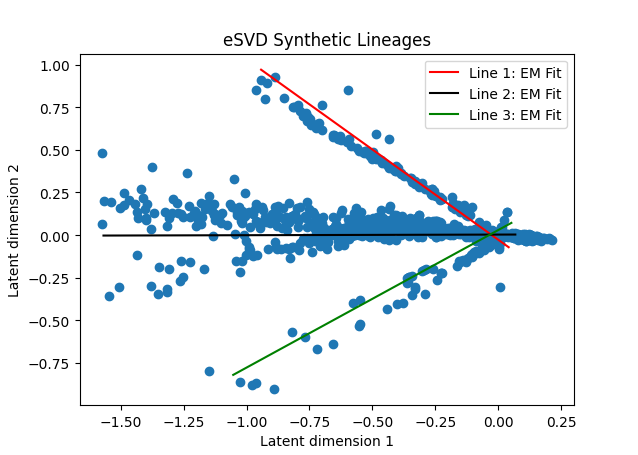 eSVD Synthetic Lineages
Line 1: EM Fit
Line 2: EM Fit
Line 3: EM Fit
1.00
0.75
0.50
0.25
0.00
−0.25
−0.50
−0.75
Latent dimension 2
−1.50
−1.25
−1.00
−0.75
−0.50
−0.25
0.00
0.25
Latent dimension 1